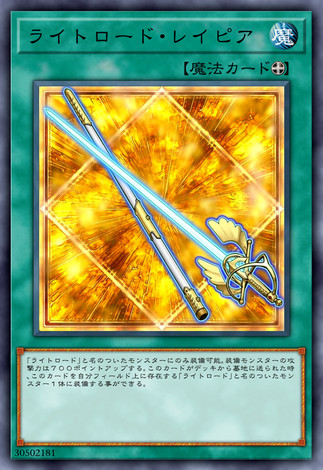 ライトロード・レイピア
魔
【魔法カード】
「ライトロード」と名のついたモンスターにのみ装備可能。装備モンスターの攻
撃力は７００ポイントアップする。このカードがデッキから墓地に送られた時、
このカードを自分フィールド上に存在する「ライトロード」と名のついたモン
スター１体に装備する事ができる。
30502181